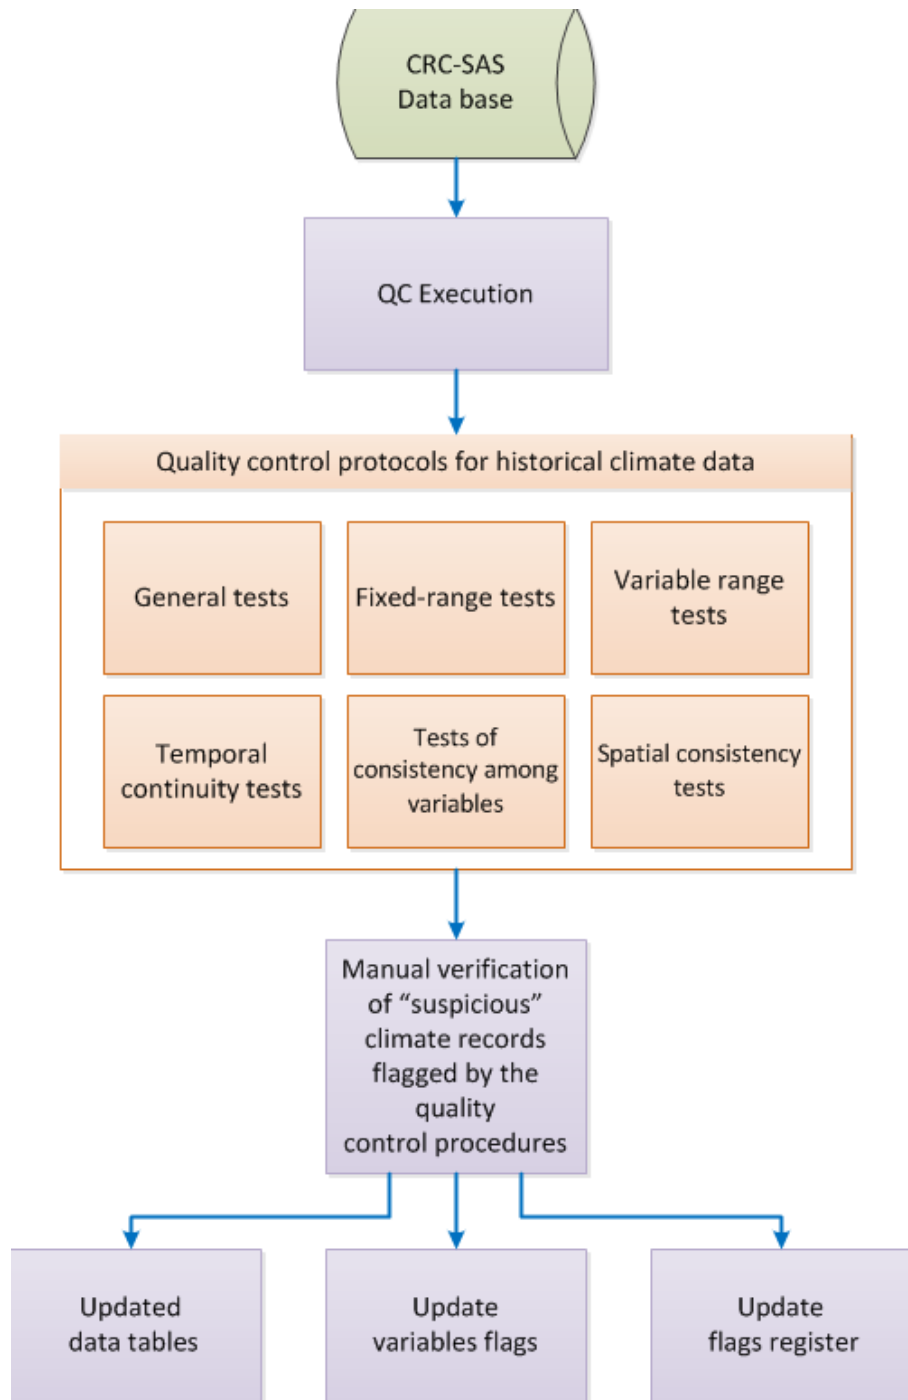 CRC-SAS
Data base
QC Execution
Quality control protocols for historical climate data
General tests
Fixed-range tests
Variable range
tests
Temporal
continuity tests
Tests of
consistency among
variables
Spatial consistency
tests
Manual verification
of “suspicious”
climate records
flagged by the
quality
control procedures
Updated
data tables
Update
variables flags
Update
flags register